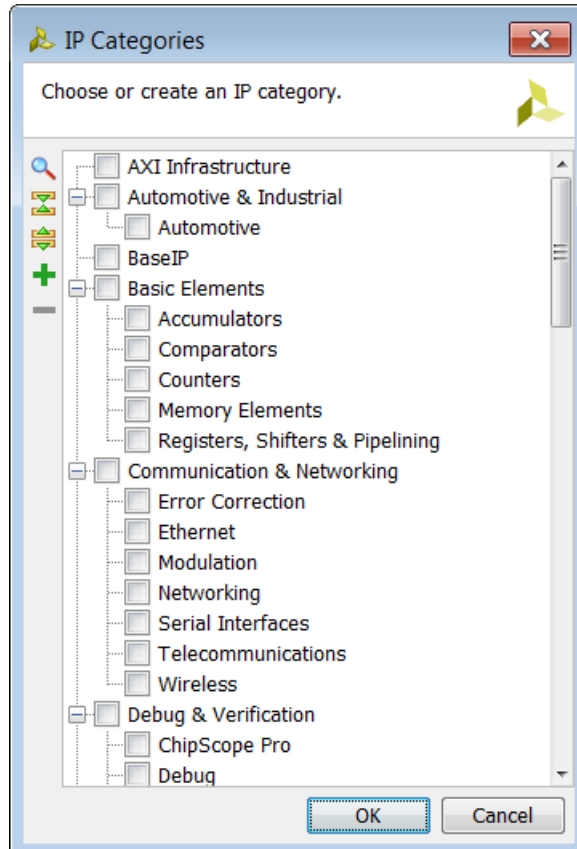 IP Categories
Choose or create an IP category.
AXI Infrastructure
Automotive & Industrial
Automotive
BaseIP
Basic Elements
Accumulators
Comparators
Counters
Memory Elements
Registers, Shifters & Pipelining
Communication & Networking
Error Correction
Ethernet
Modulation
Networking
Serial Interfaces
Telecommunications
Wireless
Debug & Verification
ChipScope Pro
Debug
OK Cancel